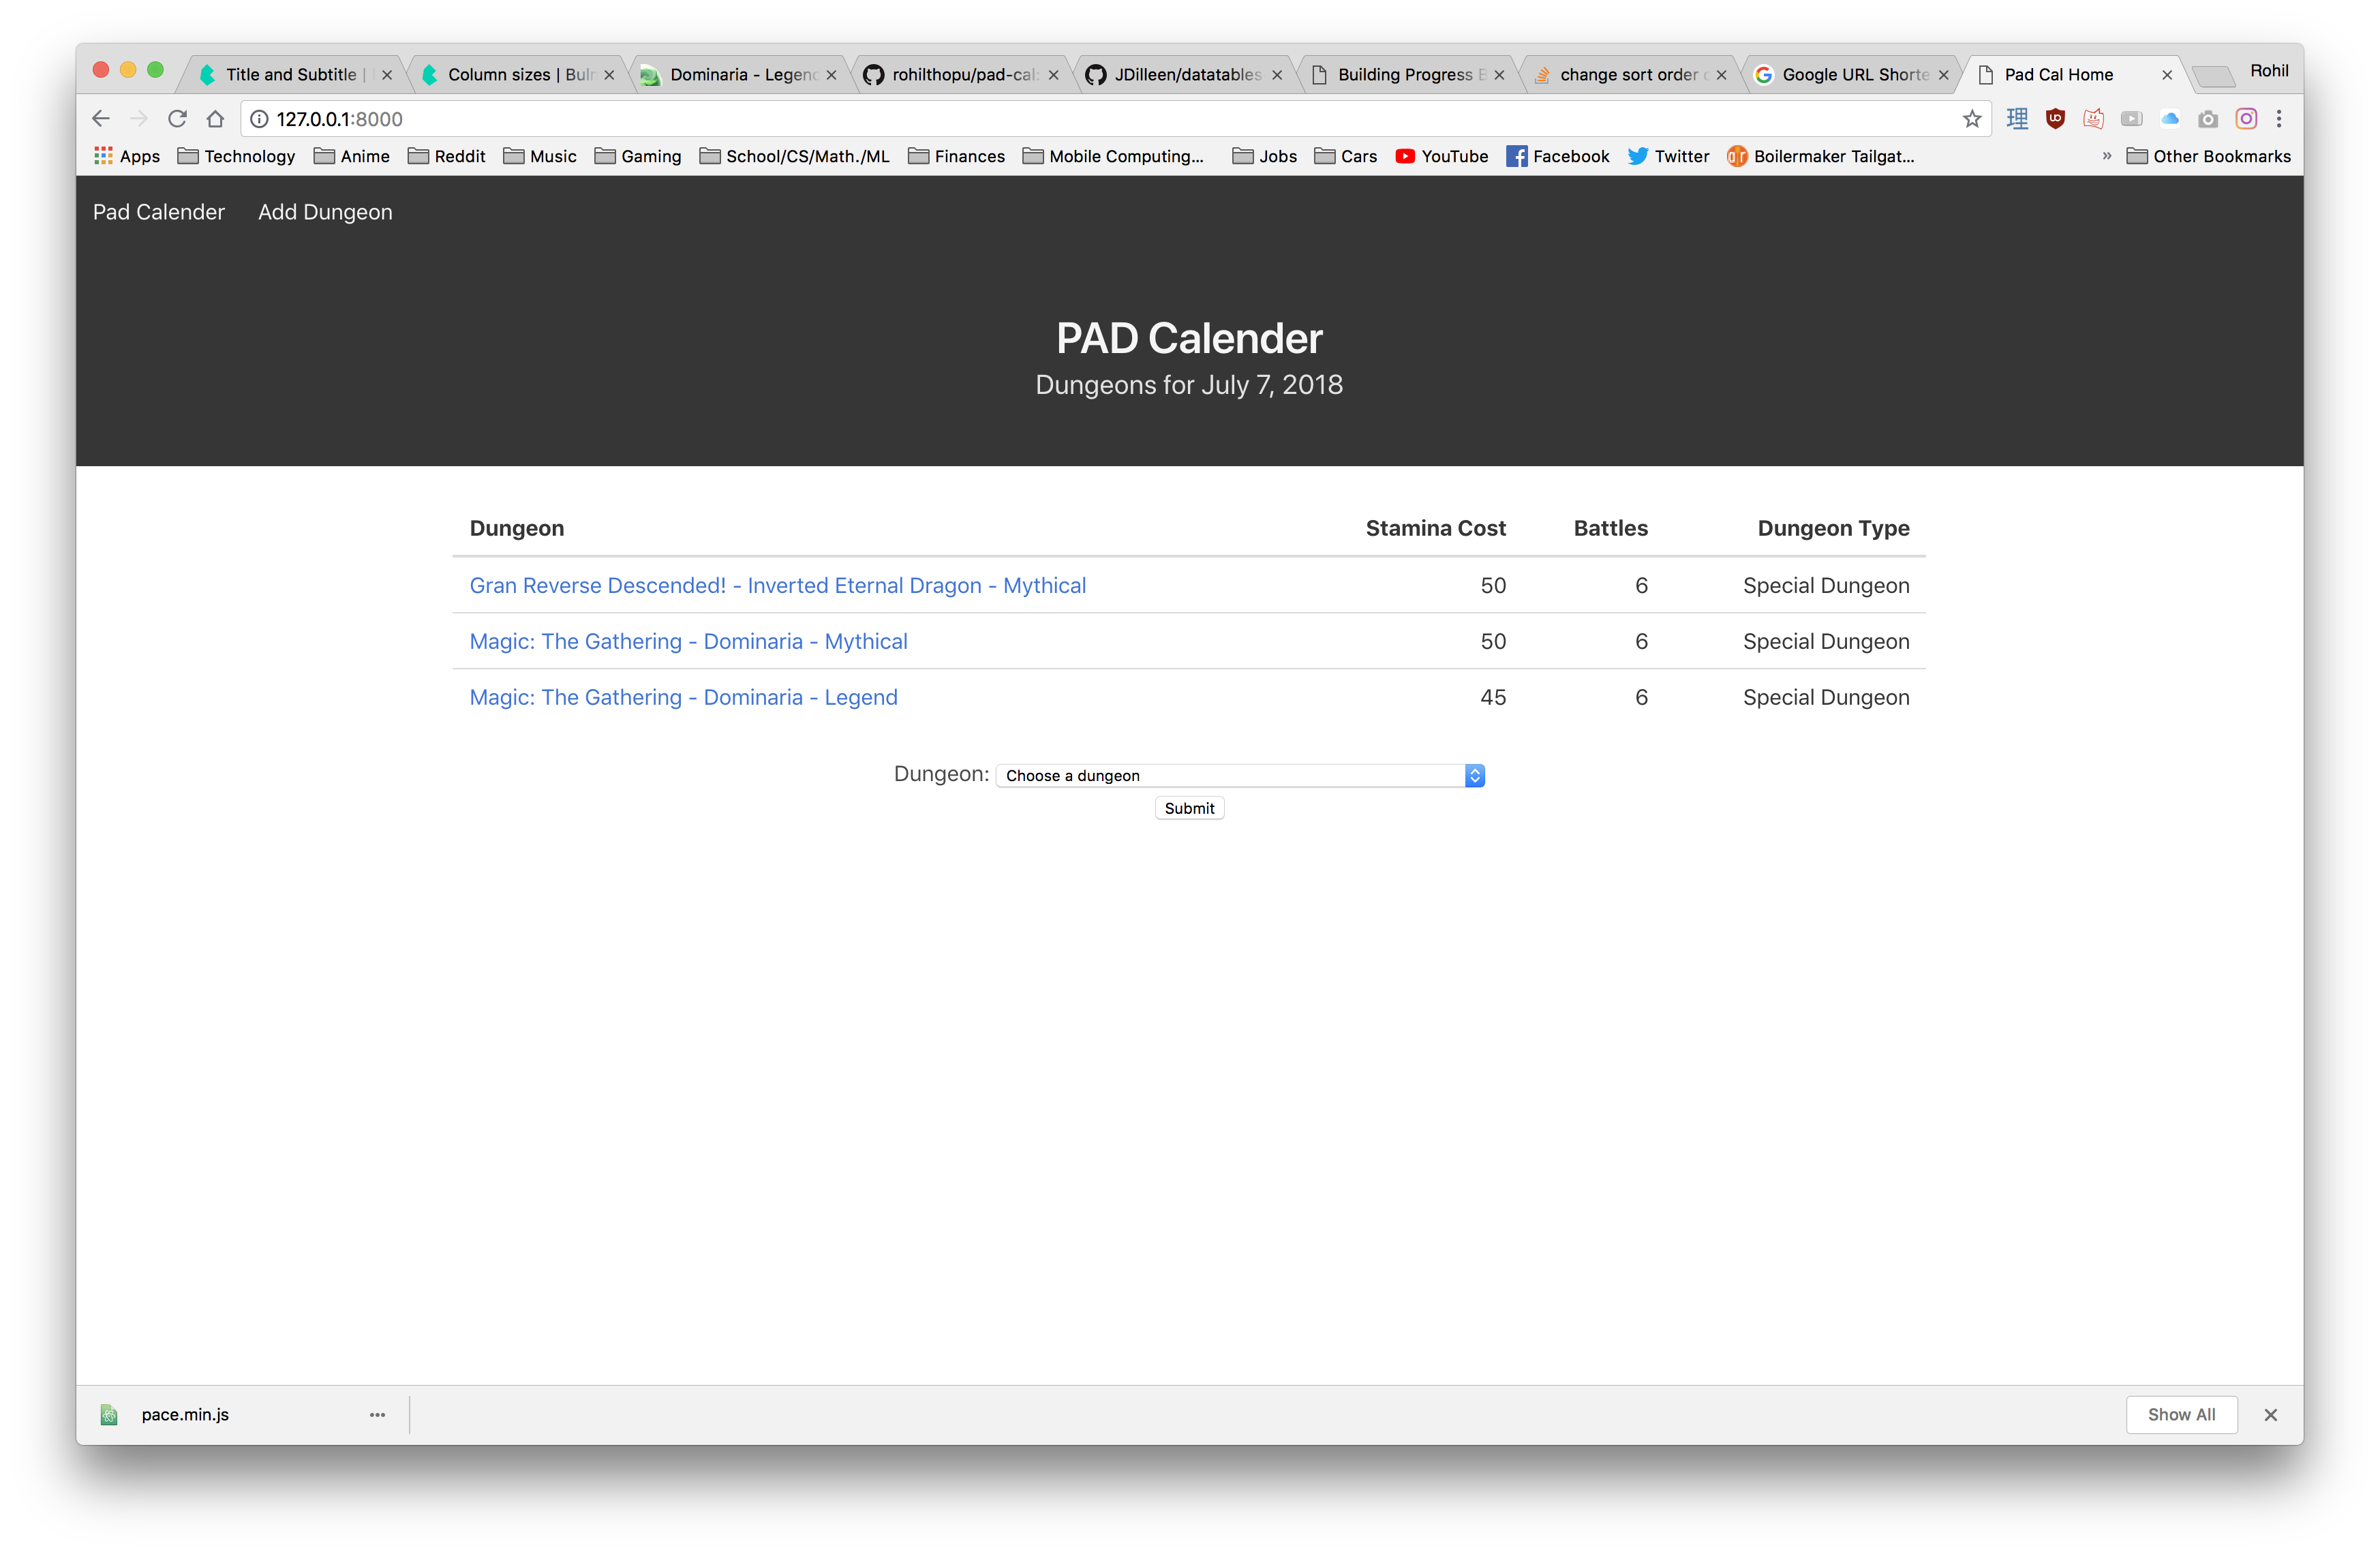 Title and Subtitle |
Column sizes | Bul
Dominaria - Legen
rohilthopu/pad-cal
JDilleen/datatables
Building Progress
change sort order
Google URL Shorte
Pad Cal Home
Rohil
127.0.0.1:8000
理
Apps Technology Anime Reddit Music Gaming School/CS/Math./ML Finances Mobile Computing... Jobs Cars YouTube Facebook Twitter Boilermaker Tailgat... » Other Bookmarks
Pad Calender Add Dungeon
PAD Calender
Dungeons for July 7, 2018
Dungeon Stamina Cost Battles Dungeon Type
Gran Reverse Descended! - Inverted Eternal Dragon - Mythical 50 6 Special Dungeon
Magic: The Gathering - Dominaria - Mythical 50 6 Special Dungeon
Magic: The Gathering - Dominaria - Legend 45 6 Special Dungeon
Dungeon: Choose a dungeon
Submit
pace.min.js
Show All